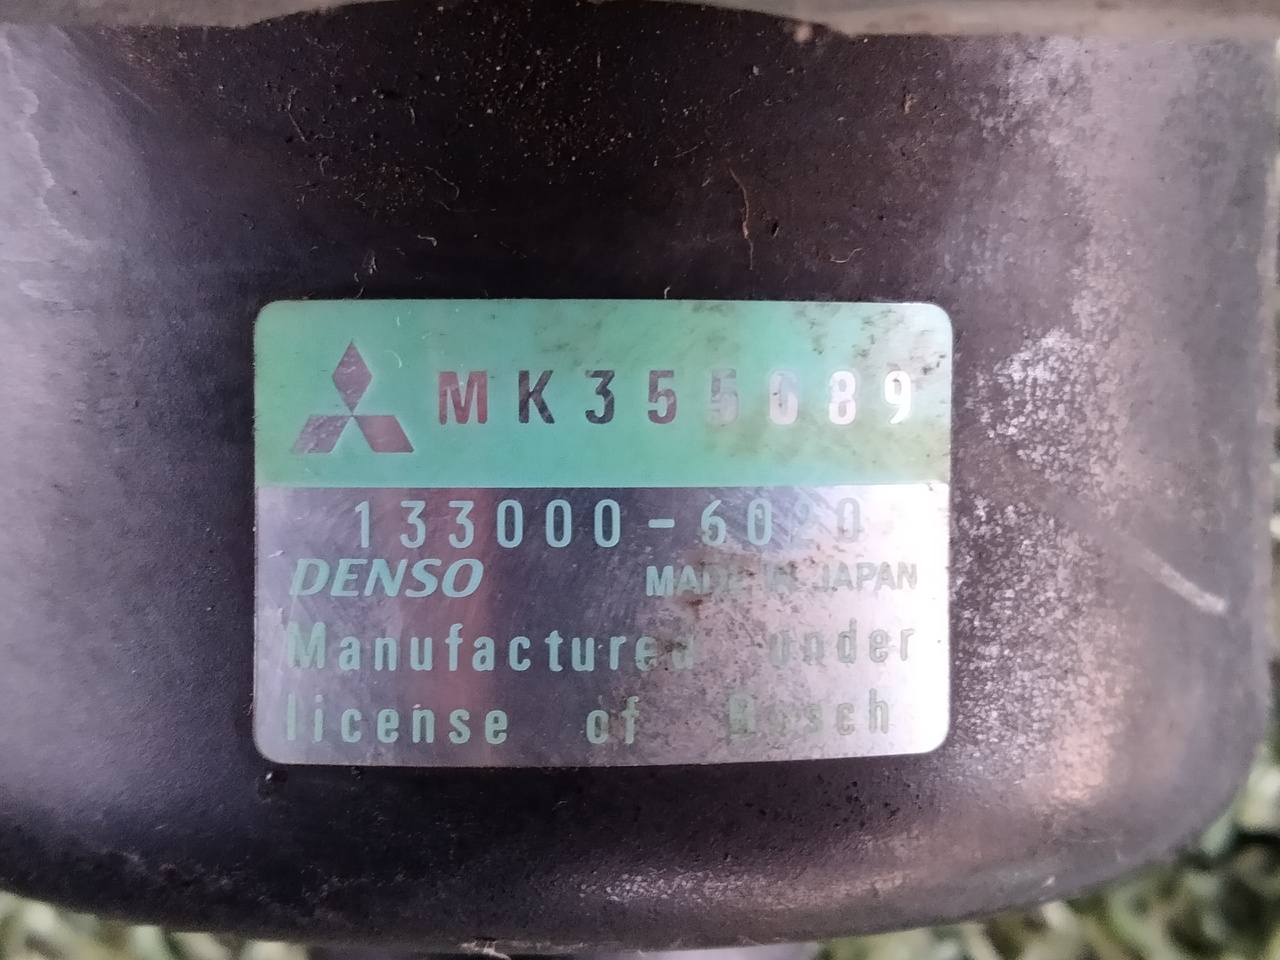 MK355089
133000-6020
DENSO MADE IN JAPAN
Manufactured under
license of Bosch